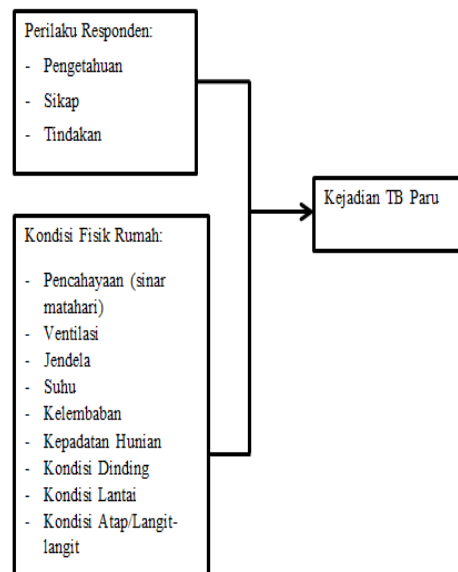 Perilaku Responden:
- Pengetahuan
- Sikap
- Tindakan
Kejadian TB Paru
Kondisi Fisik Rumah:
- Pencahayaan (sinar
matahari)
- Ventilasi
- Jendela
- Suhu
- Kelembaban
- Kepadatan Hunian
- Kondisi Dinding
- Kondisi Lantai
- Kondisi Atap/Langit-
langit